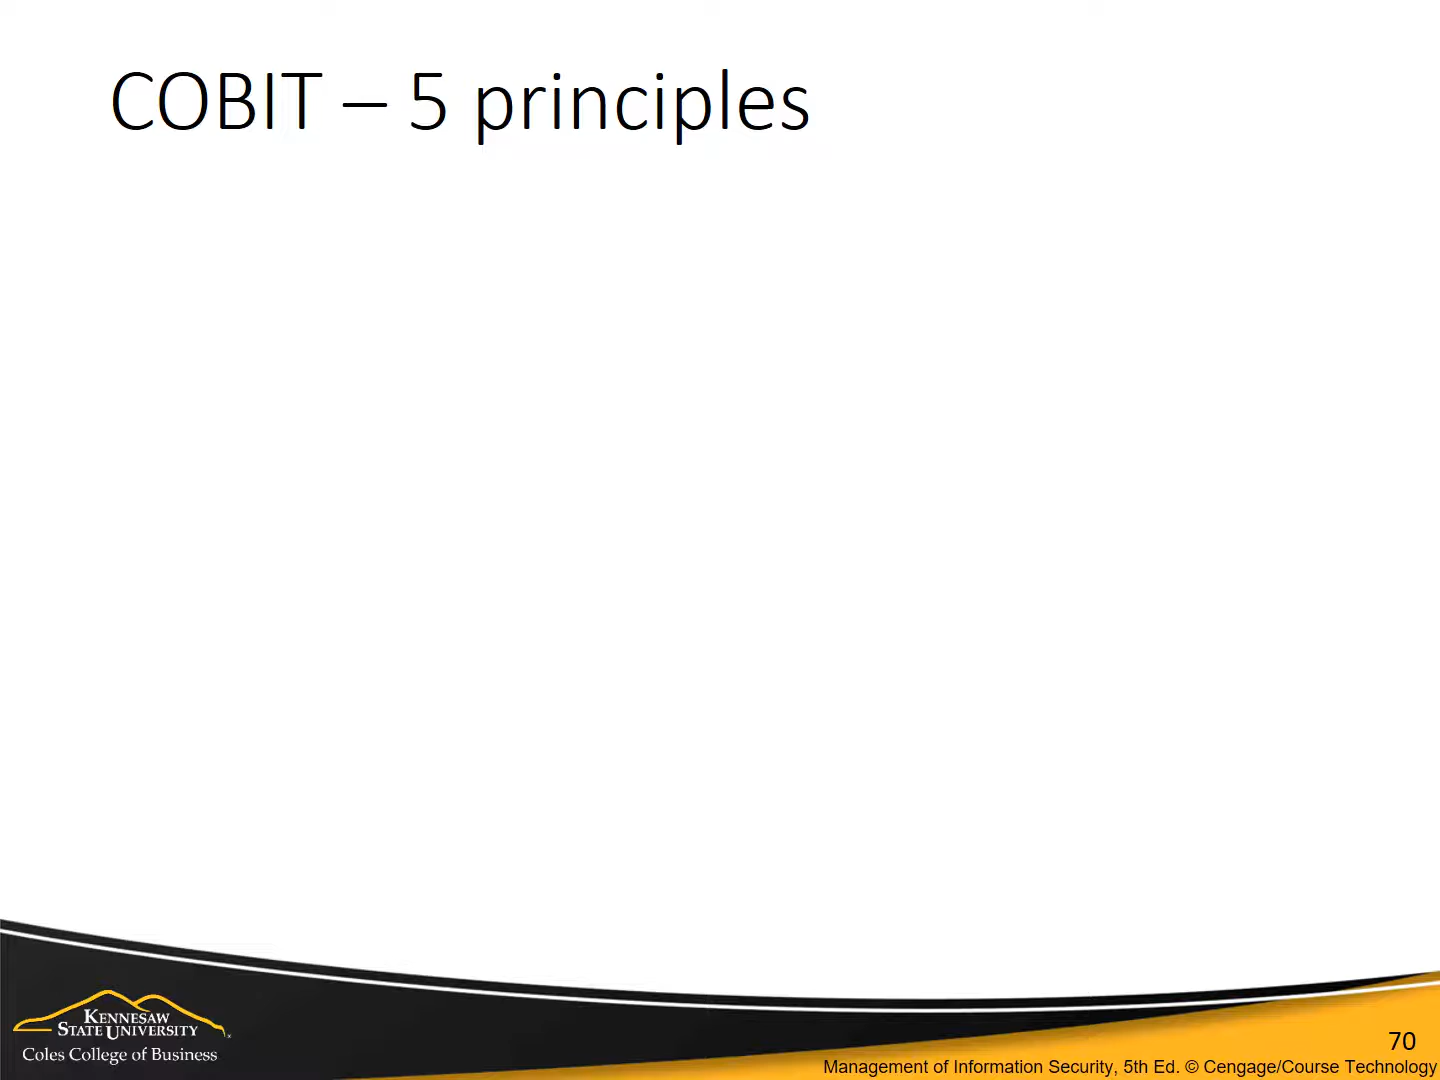 COBIT – 5 principles
KENNESAW
STATE UNIVERSITY
Coles College of Business
70
Management of Information Security, 5th Ed. © Cengage/Course Technology